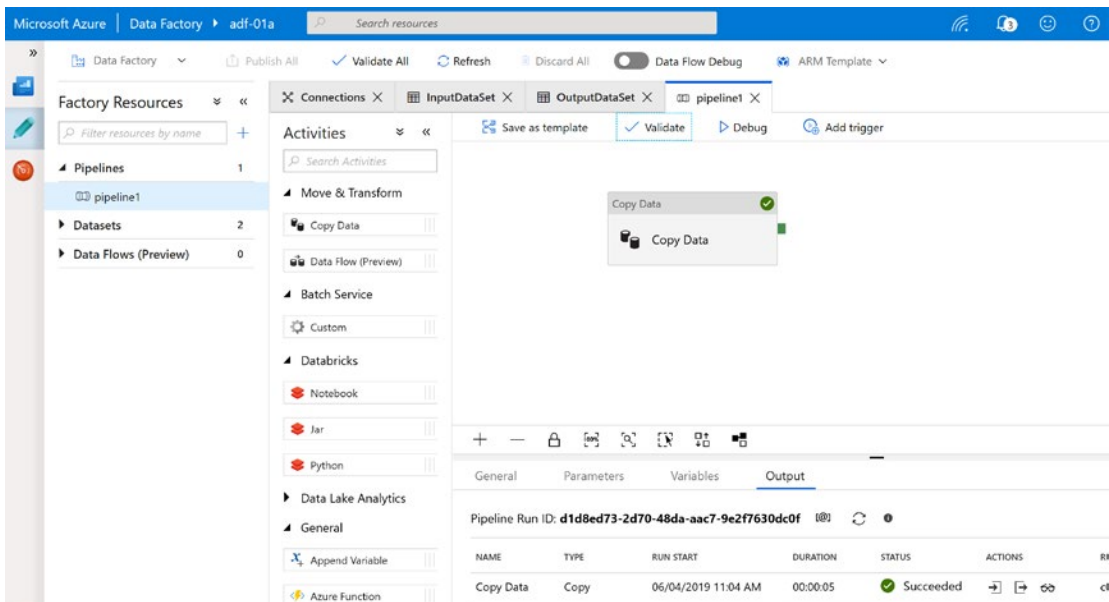 Microsoft Azure | Data Factory ▸ adf-01a Search resources 3
Data Factory Publish All Validate All Refresh Discard All Data Flow Debug ARM Template
Factory Resources
Filter resources by name
Pipelines 1
pipeline1
Datasets 2
Data Flows (Preview) 0
Connections InputDataSet OutputDataSet pipeline1
Activities
Search Activities
Move & Transform
Copy Data
Data Flow (Preview)
Batch Service
Custom
Databricks
Notebook
Jar
Python
Data Lake Analytics
General
Append Variable
Azure Function
Save as template Validate Debug Add trigger
Copy Data
Copy Data
General Parameters Variables Output
Pipeline Run ID: d1d8ed73-2d70-48da-aac7-9e2f7630dc0f
NAME TYPE RUN START DURATION STATUS ACTIONS
Copy Data Copy 06/04/2019 11:04 AM 00:00:05 Succeeded